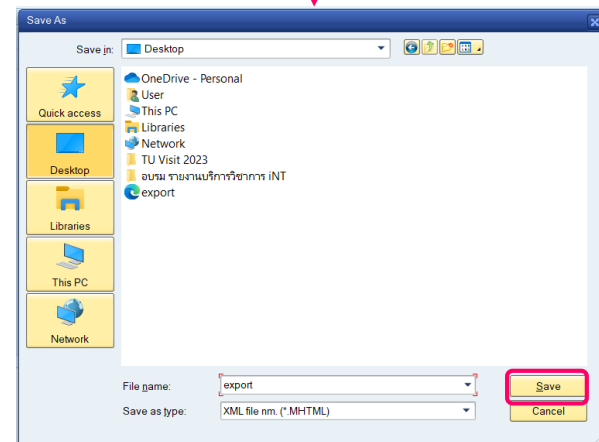 Save As
Save in:
Desktop
Quick access
Desktop
Libraries
This PC
Network
OneDrive - Personal
User
This PC
Libraries
Network
TU Visit 2023
อบรม รายงานบริการวิชาการ iNT
export
File name:
export
Save
Save as type:
XML file nm. (*.MHTML)
Cancel